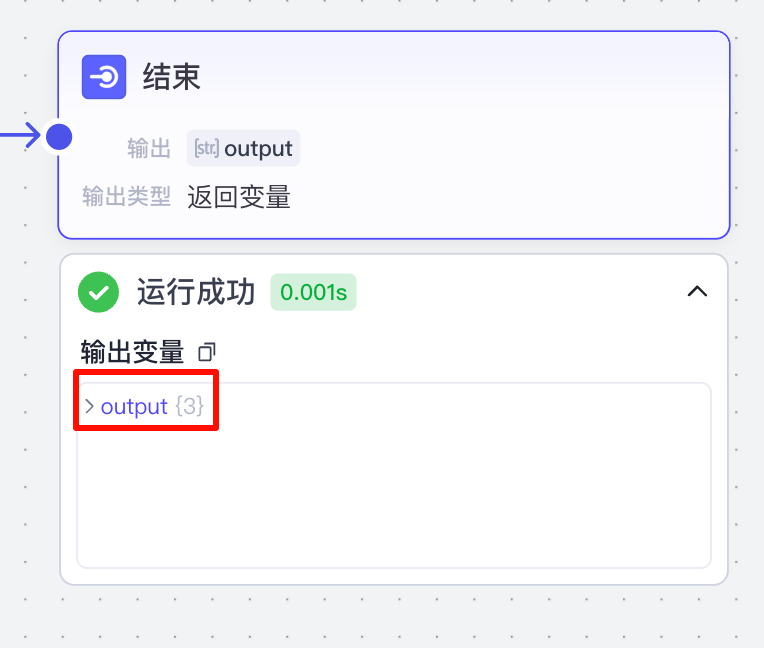 结束
输出 [str.] output
输出类型 返回变量
运行成功 0.001s
输出变量
output {3}